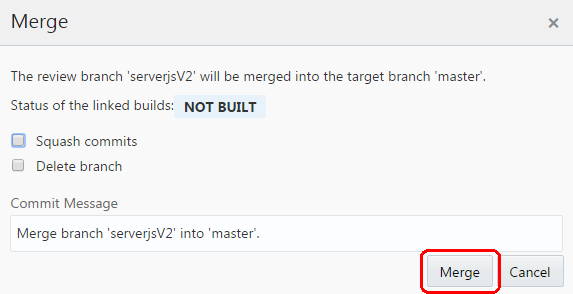 Merge
The review branch 'serverjsV2' will be merged into the target branch 'master'.
Status of the linked builds: NOT BUILT
Squash commits
Delete branch
Commit Message
Merge branch 'serverjsV2' into 'master'.
Merge Cancel